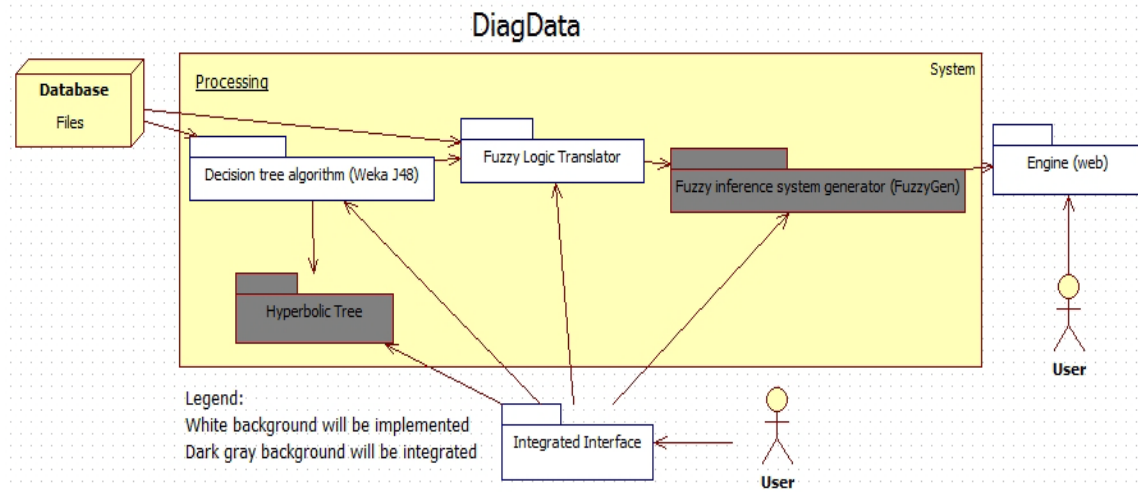 DiagData
System
Processing
Database
Files
Decision tree algorithm (Weka J48)
Fuzzy Logic Translator
Fuzzy inference system generator (FuzzyGen)
Engine (web)
Hyperbolic Tree
User
Legend:
White background will be implemented
Dark gray background will be integrated
Integrated Interface
User